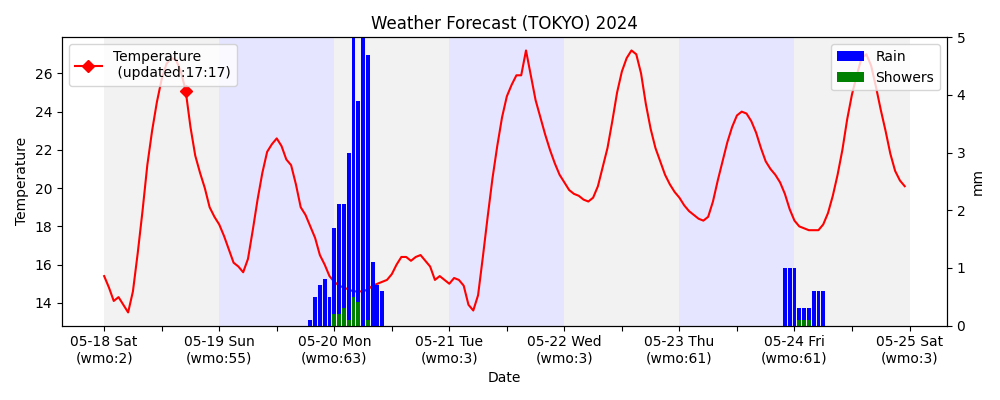 Weather Forecast (TOKYO) 2024
Temperature
(updated:17:17)
Rain
Showers
Temperature
26
24
22
20
18
16
14
5
4
3
2
1
0
mm
05-18 Sat 05-19 Sun 05-20 Mon 05-21 Tue 05-22 Wed 05-23 Thu 05-24 Fri 05-25 Sat
(wmo:2) (wmo:55) (wmo:63) (wmo:3) (wmo:3) (wmo:61) (wmo:61) (wmo:3)
Date